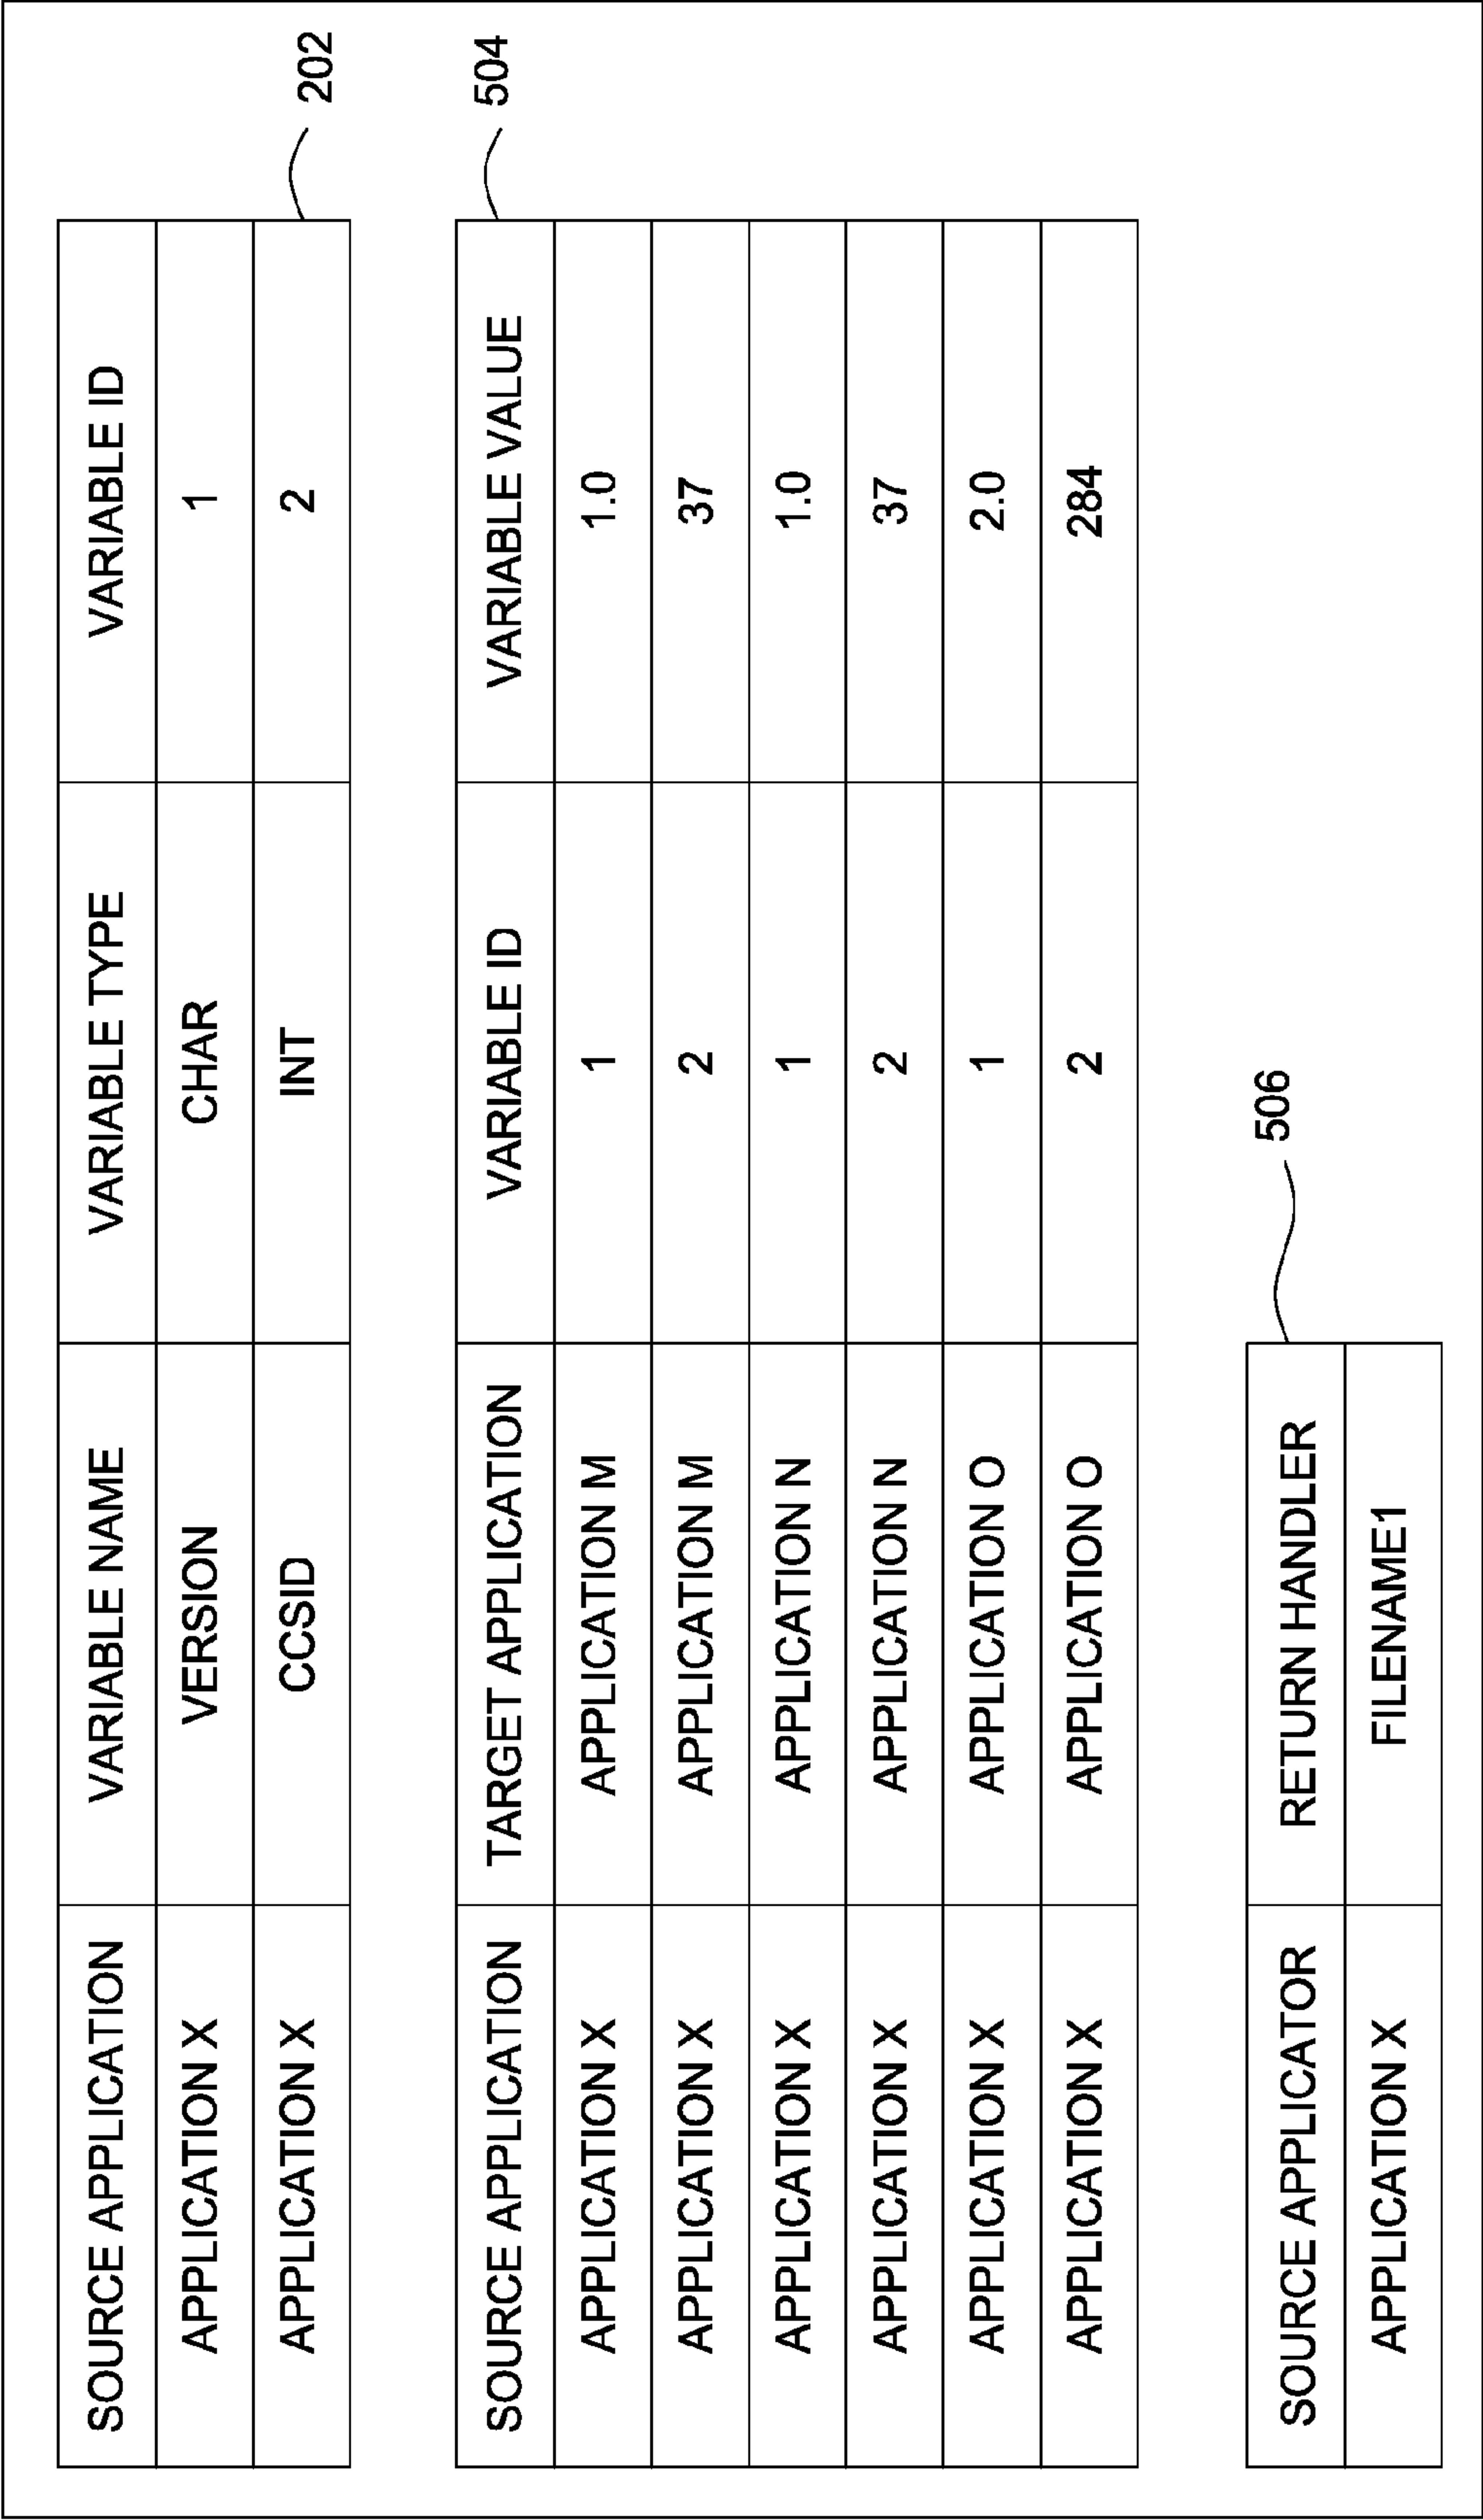 SOURCE APPLICATION VARIABLE NAME VARIABLE TYPE VARIABLE ID
APPLICATION X VERSION CHAR 1
APPLICATION X CCSID INT 2
202
SOURCE APPLICATION TARGET APPLICATION VARIABLE ID VARIABLE VALUE
APPLICATION X APPLICATION M 1 1.0
APPLICATION X APPLICATION M 2 37
APPLICATION X APPLICATION N 1 1.0
APPLICATION X APPLICATION N 2 37
APPLICATION X APPLICATION O 1 2.0
APPLICATION X APPLICATION O 2 284
504
SOURCE APPLICATOR RETURN HANDLER
APPLICATION X FILENAME1
506